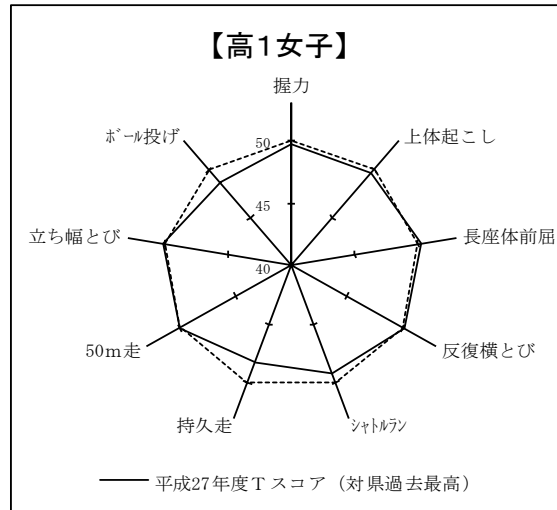 【高1女子】
握力
ﾎﾞｰﾙ投げ
50
上体起こし
45
立ち幅とび
長座体前屈
40
50m走
反復横とび
持久走
ｼｬﾄﾙﾗﾝ
平成27年度Tスコア（対県過去最高）